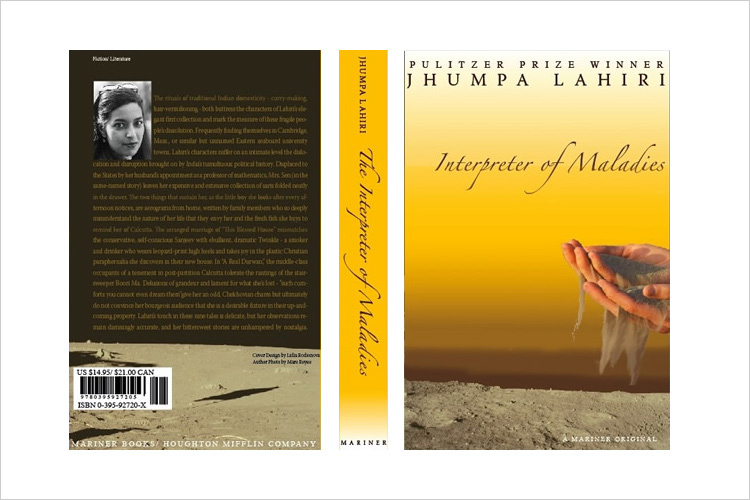 Fiction/ Literature
The rituals of traditional Indian domesticity - curry-making,
hair-vermilioning - both buttress the characters of Lahiri's ele-
gant first collection and mark the measure of these fragile peo-
ple's dissolution. Frequently finding themselves in Cambridge,
Mass., or similar but unnamed Eastern seaboard university
towns, Lahiri's characters suffer on an intimate level the dislo-
cation and disruption brought on by India's tumultuous political history. Displaced to
the States by her husband's appointment as a professor of mathematics, Mrs. Sen (in the
same-named story) leaves her expensive and extensive collection of saris folded neatly
in the drawer. The two things that sustain her, as the little boy she looks after every af-
ternoon notices, are aerograms from home, written by family members who so deeply
misunderstand the nature of her life that they envy her and the fresh fish she buys to
remind her of Calcutta. The arranged marriage of "This Blessed House" mismatches
the conservative, self-conscious Sanjeev with ebullient, dramatic Twinkle - a smoker
and drinker who wears leopard-print high heels and takes joy in the plastic Christian
paraphernalia she discovers in their new house. In "A Real Durwan," the middle-class
occupants of a tenement in post-partition Calcutta tolerate the rantings of the stair-
sweeper Boori Ma. Delusions of grandeur and lament for what she's lost - "such com-
forts you cannot even dream them" give her an odd, Chekhovian charm but ultimately
do not convince her bourgeois audience that she is a desirable fixture in their up-and-
coming property. Lahiri's touch in these nine tales is delicate, but her observations re-
main damningly accurate, and her bittersweet stories are unhampered by nostalgia.
Cover Design by Lidia Rodionova
Author Photo by Mara Reyes
US $14.95/ $21.00 CAN
9780395927205
ISBN 0-395-92720-X
MARINER BOOKS/ HOUGHTON MIFFLIN COMPANY
JHUMPA LAHIRI
The Interpreter of Maladies
MARINER
PULITZER PRIZE WINNER
JHUMPA LAHIRI
Interpreter of Maladies
A MARINER ORIGINAL